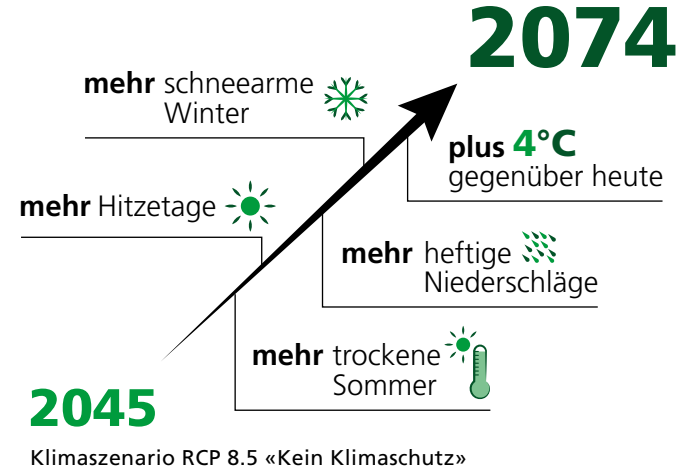 2074
mehr schneearme
Winter
plus 4°C
gegenüber heute
mehr Hitzetage
mehr heftige
Niederschläge
mehr trockene
Sommer
2045
Klimaszenario RCP 8.5 «Kein Klimaschutz»